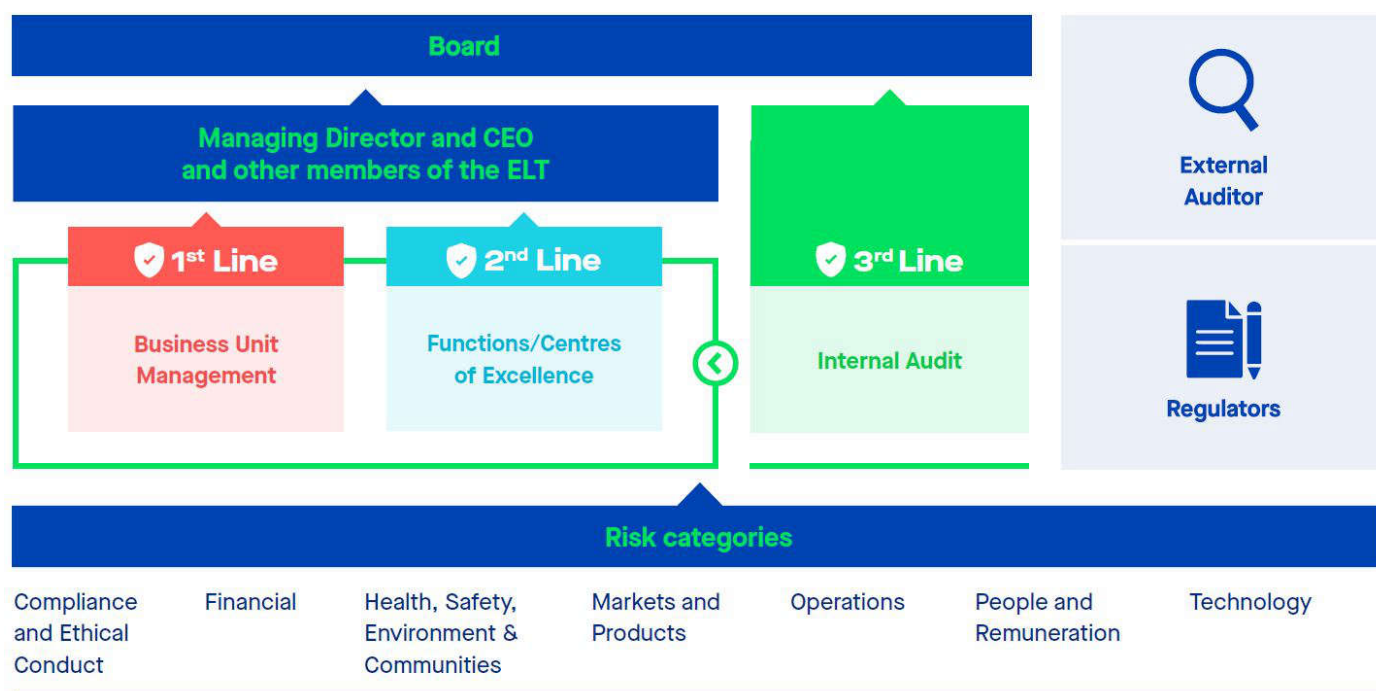 Board
Managing Director and CEO
and other members of the ELT
1st Line
Business Unit
Management
2nd Line
Functions/Centres
of Excellence
3rd Line
Internal Audit
External
Auditor
Regulators
Risk categories
Compliance
and Ethical
Conduct
Financial
Health, Safety,
Environment &
Communities
Markets and
Products
Operations
People and
Remuneration
Technology